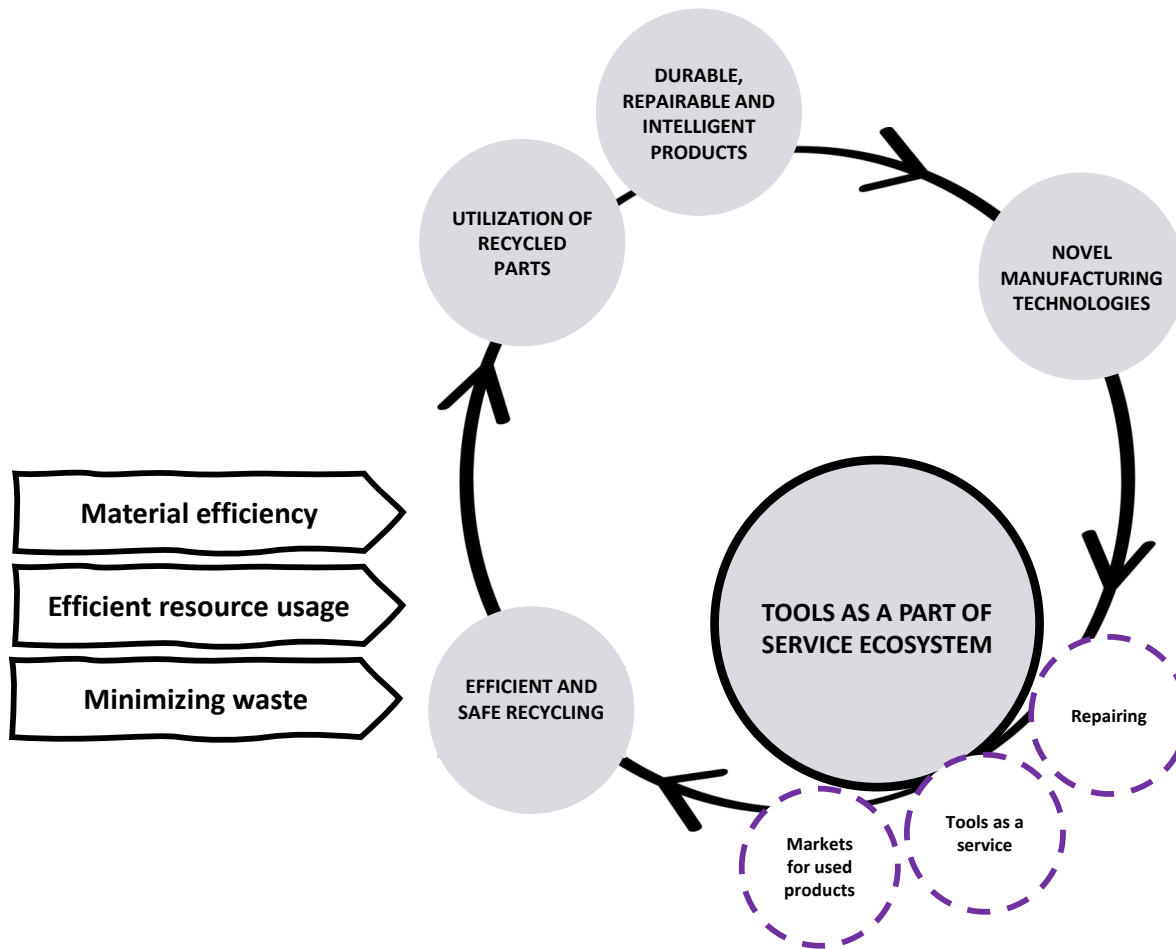 DURABLE,
REPAIRABLE AND
INTELLIGENT
PRODUCTS
UTILIZATION OF
RECYCLED
PARTS
NOVEL
MANUFACTURING
TECHNOLOGIES
Material efficiency
Efficient resource usage
Minimizing waste
TOOLS AS A PART OF
SERVICE ECOSYSTEM
EFFICIENT AND
SAFE RECYCLING
Repairing
Tools as a
service
Markets
for used
products